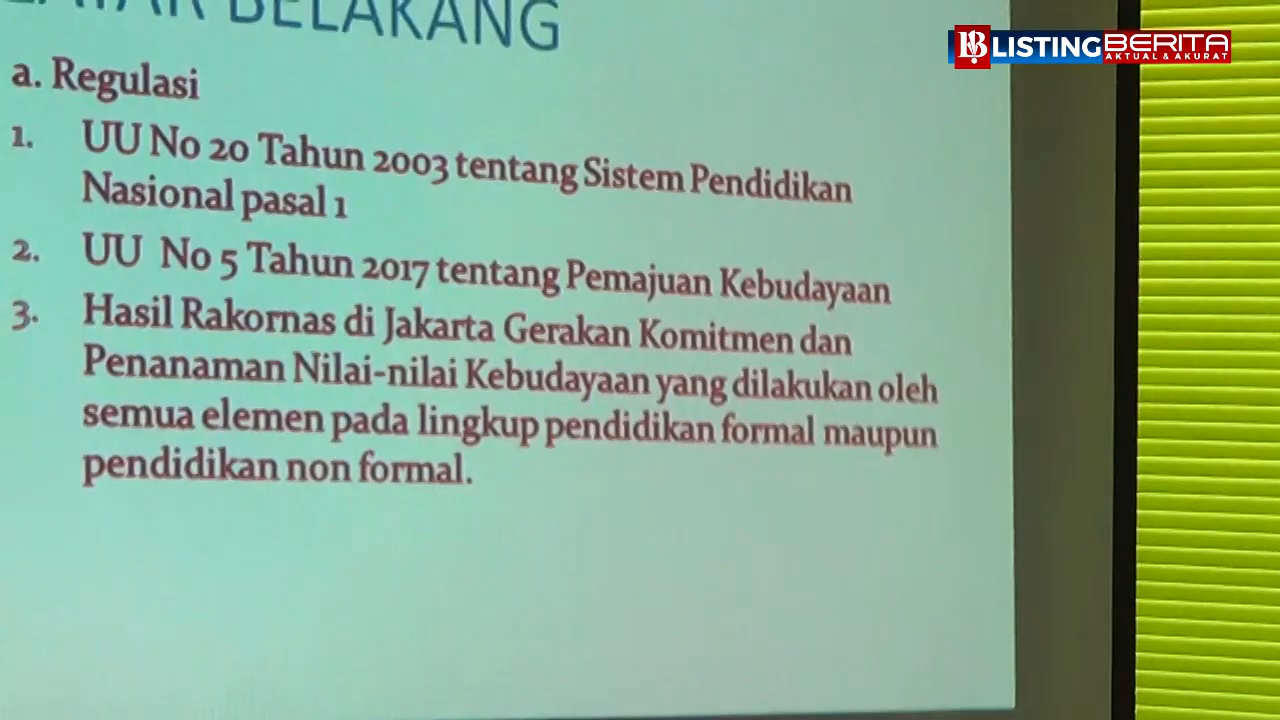 LATAR BELAKANG
a. Regulasi
1. UU No 20 Tahun 2003 tentang Sistem Pendidikan
Nasional pasal 1
2. UU No 5 Tahun 2017 tentang Pemajuan Kebudayaan
3. Hasil Rakornas di Jakarta Gerakan Komitmen dan
Penanaman Nilai-nilai Kebudayaan yang dilakukan oleh
semua elemen pada lingkup pendidikan formal maupun
pendidikan non formal.
LISTING BERITA
AKTUAL & AKURAT